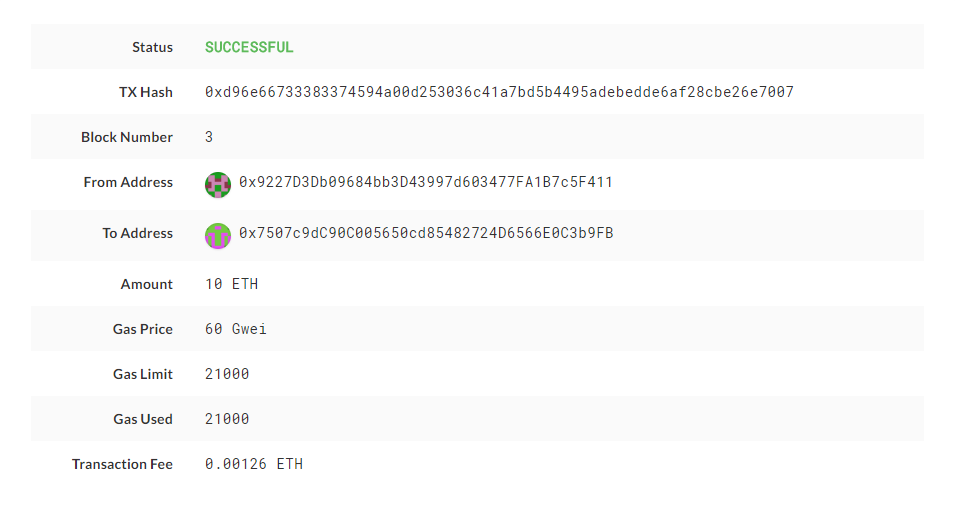 Status SUCCESSFUL
TX Hash 0xd96e66733383374594a00d253036c41a7bd5b4495adebedde6af28cbe26e7007
Block Number 3
From Address 0x9227D3Db09684bb3D43997d603477FA1B7c5F411
To Address 0x7507c9dC90C005650cd85482724D6566E0C3b9FB
Amount 10 ETH
Gas Price 60 Gwei
Gas Limit 21000
Gas Used 21000
Transaction Fee 0.00126 ETH